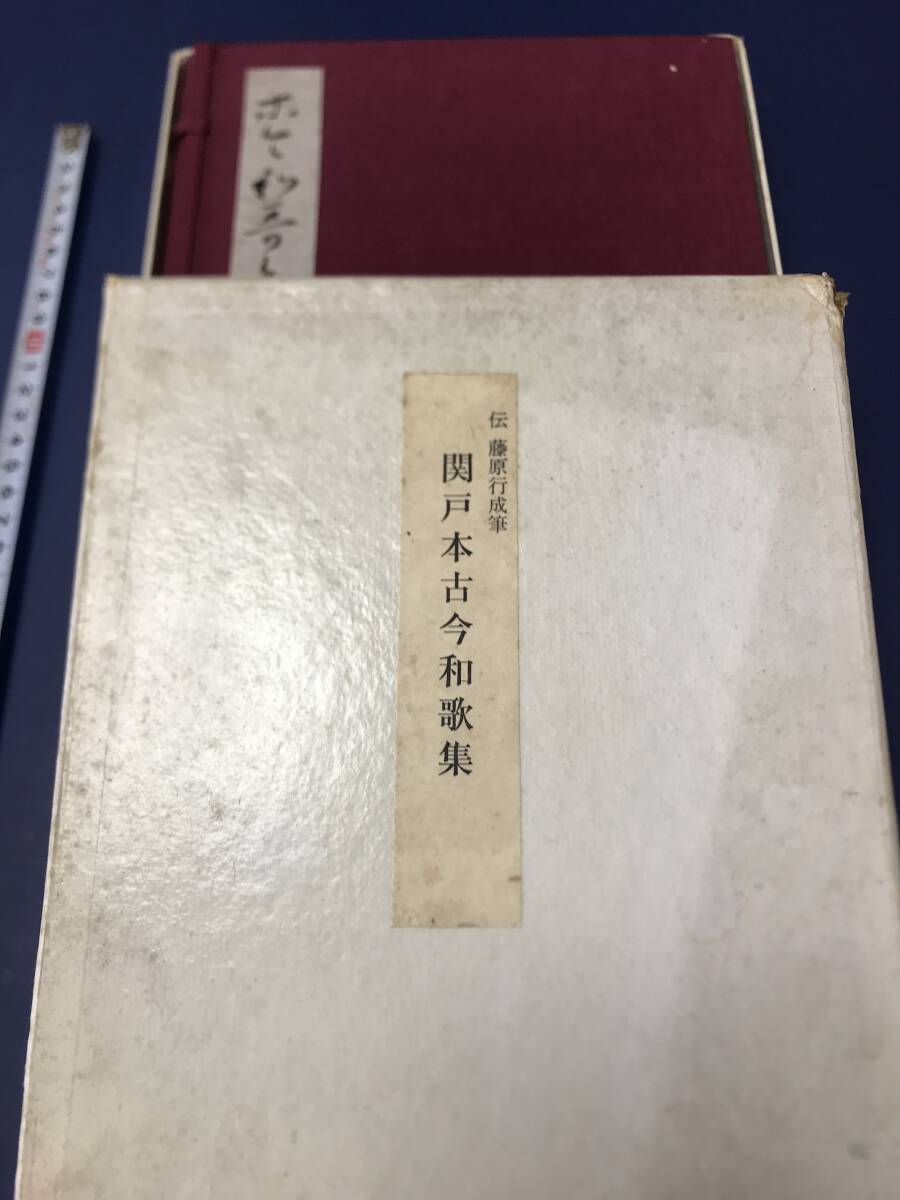 伝 藤原行成筆
関戸本古今和歌集